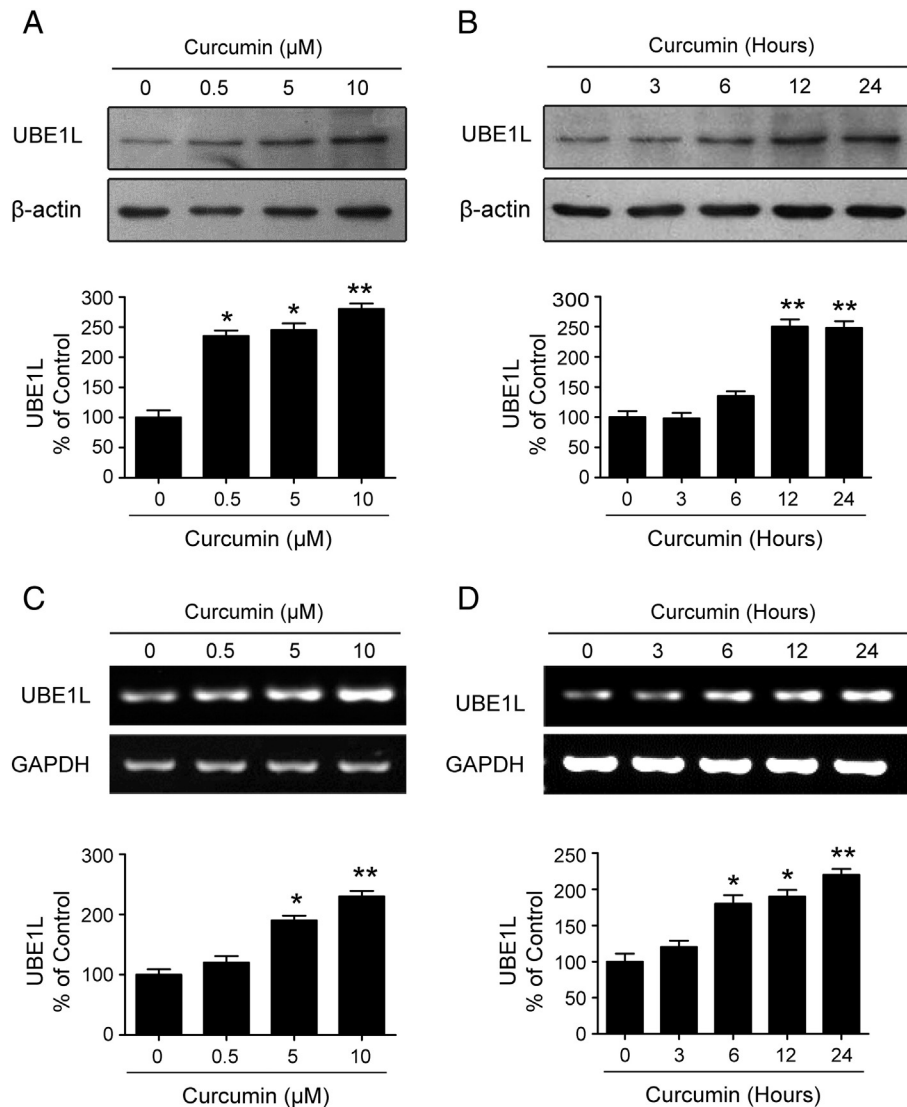 A
Curcumin (µM)
0 0.5 5 10
UBE1L
β-actin
UBE1L
% of Control
300
250
200
150
100
50
0
* * **
0 0.5 5 10
Curcumin (µM)
B
Curcumin (Hours)
0 3 6 12 24
UBE1L
β-actin
UBE1L
% of Control
300
250
200
150
100
50
0
** **
0 3 6 12 24
Curcumin (Hours)
C
Curcumin (µM)
0 0.5 5 10
UBE1L
GAPDH
UBE1L
% of Control
300
200
100
0
* **
0 0.5 5 10
Curcumin (µM)
D
Curcumin (Hours)
0 3 6 12 24
UBE1L
GAPDH
UBE1L
% of Control
250
200
150
100
50
0
* * **
0 3 6 12 24
Curcumin (Hours)